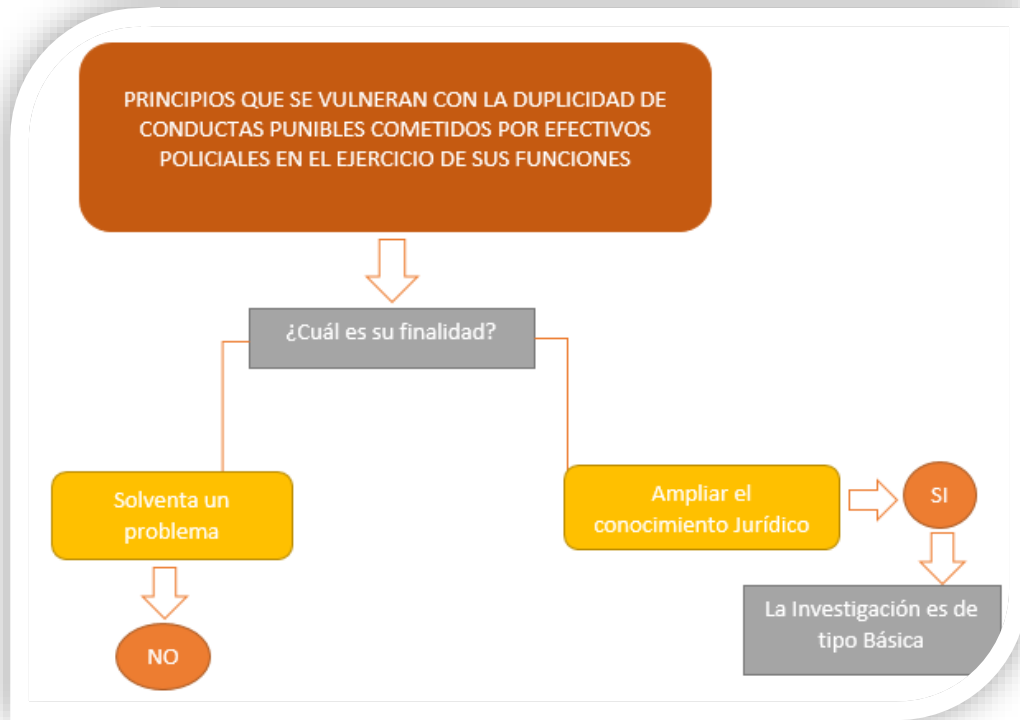 PRINCIPIOS QUE SE VULNERAN CON LA DUPLICIDAD DE
CONDUCTAS PUNIBLES COMETIDOS POR EFECTIVOS
POLICIALES EN EL EJERCICIO DE SUS FUNCIONES
¿Cuál es su finalidad?
Solventa un
problema
NO
Ampliar el
conocimiento Jurídico
SI
La Investigación es de
tipo Básica